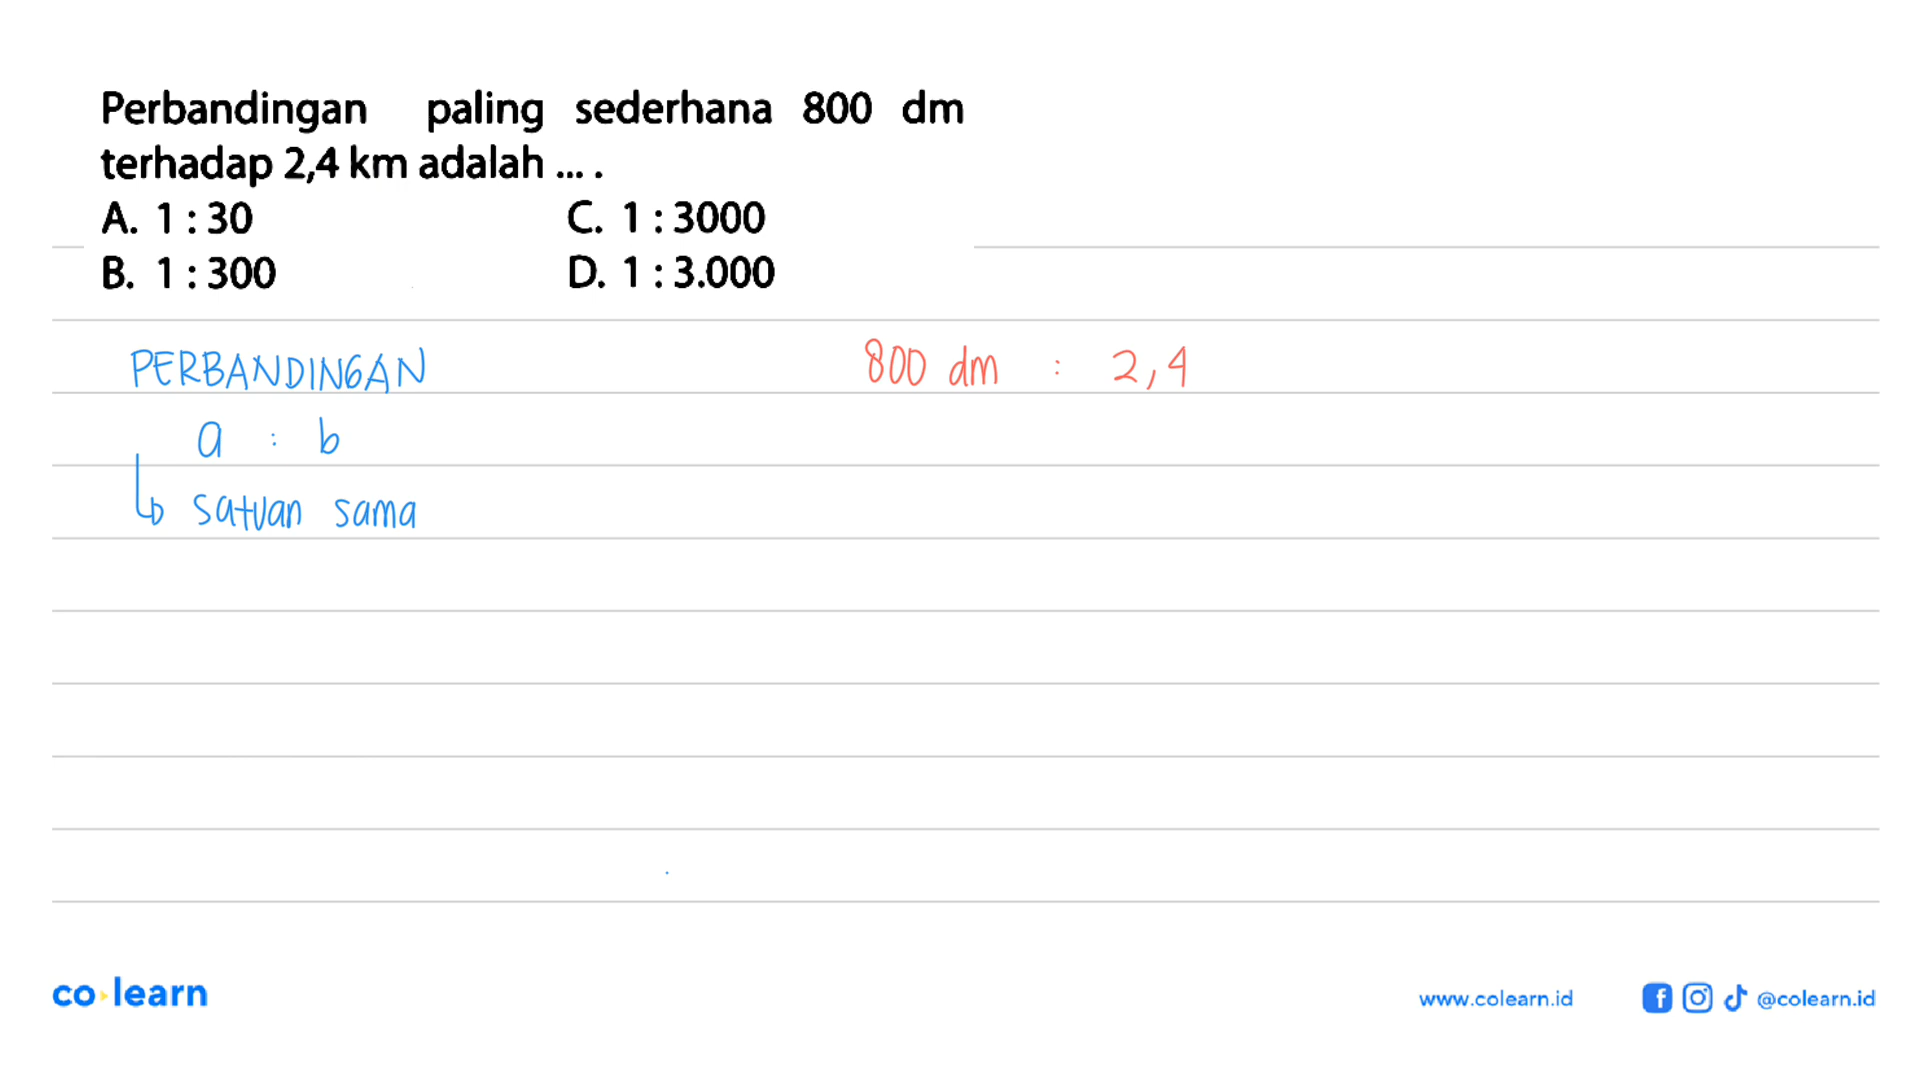 Perbandingan paling sederhana 800 dm
terhadap 2,4 km adalah ... .
A. 1 : 30 C. 1 : 3000
B. 1 : 300 D. 1 : 3.000
PERBANDINGAN
a : b
satuan sama
800 dm : 2,4
co learn
www.colearn.id @colearn.id